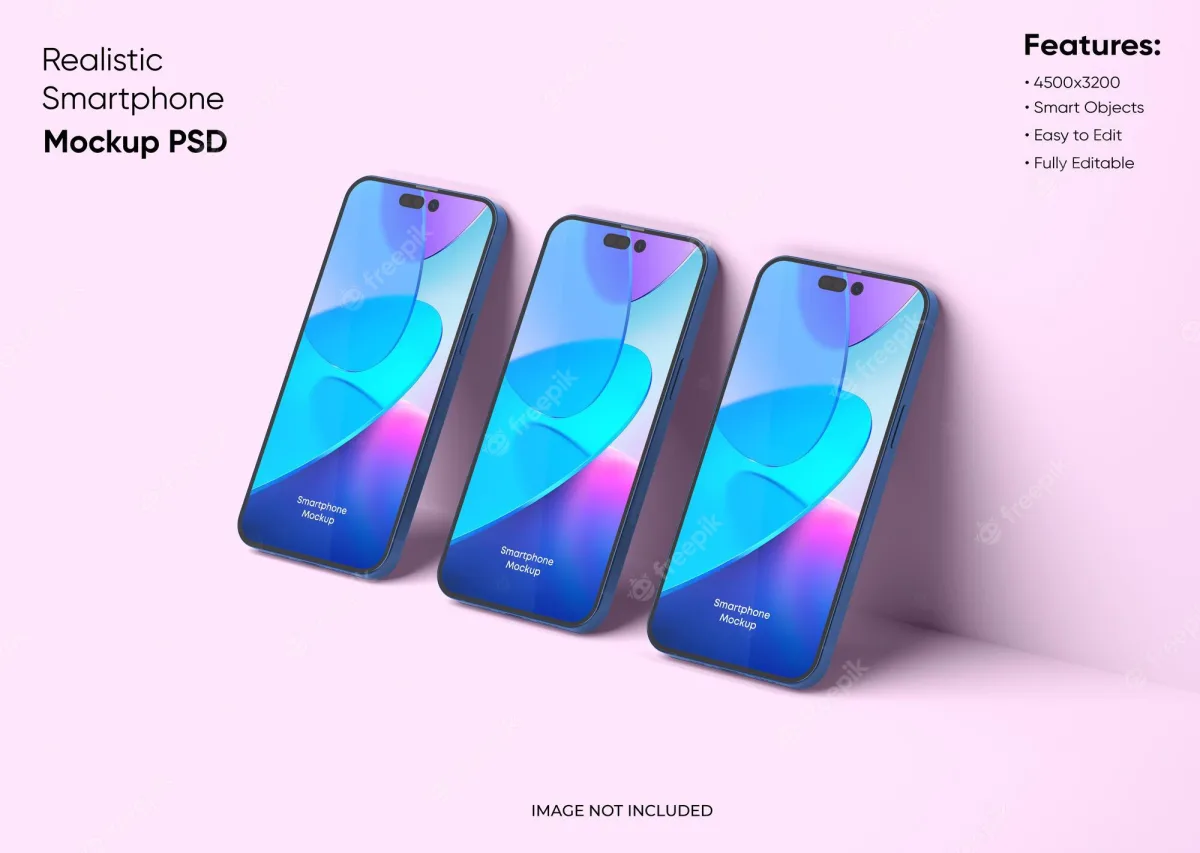 Realistic
Smartphone
Mockup PSD
Features:
• 4500x3200
• Smart Objects
• Easy to Edit
• Fully Editable
freepik
freepik
freepik
freepik
freepik
freepik
Smartphone
Mockup
Smartphone
Mockup
Smartphone
Mockup
IMAGE NOT INCLUDED